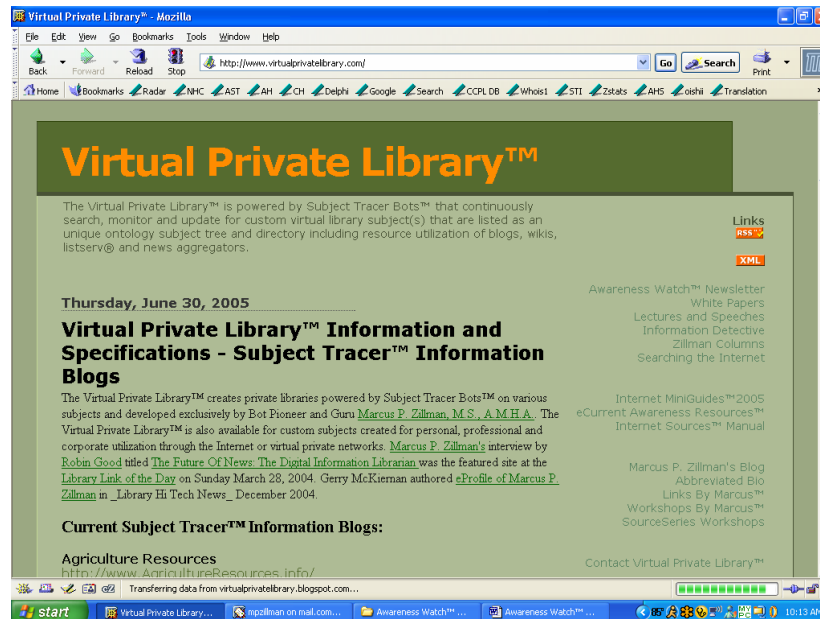 Virtual Private Library™ - Mozilla
File Edit View Go Bookmarks Tools Window Help
Back Forward Reload Stop http://www.virtualprivatelibrary.com/ Go Search Print
Home Bookmarks Radar NHC AST AH CH Delphi Google Search CCPL DB Whois1 STI Zstats AHS oishii Translation
Virtual Private Library™
The Virtual Private Library™ is powered by Subject Tracer Bots™ that continuously
search, monitor and update for custom virtual library subject(s) that are listed as an
unique ontology subject tree and directory including resource utilization of blogs, wikis,
listserv® and news aggregators.
Thursday, June 30, 2005
Virtual Private Library™ Information and
Specifications - Subject Tracer™ Information
Blogs
The Virtual Private Library™ creates private libraries powered by Subject Tracer Bots™ on various
subjects and developed exclusively by Bot Pioneer and Guru Marcus P. Zillman, M.S., A.M.H.A.. The
Virtual Private Library™ is also available for custom subjects created for personal, professional and
corporate utilization through the Internet or virtual private networks. Marcus P. Zillman's interview by
Robin Good titled The Future Of News: The Digital Information Librarian was the featured site at the
Library Link of the Day on Sunday March 28, 2004. Gerry McKiernan authored eProfile of Marcus P.
Zillman in _Library Hi Tech News_ December 2004.
Current Subject Tracer™ Information Blogs:
Agriculture Resources
http://www.AgricultureResources.info/
Links
RSS
XML
Awareness Watch™ Newsletter
White Papers
Lectures and Speeches
Information Detective
Zillman Columns
Searching the Internet
Internet MiniGuides™2005
eCurrent Awareness Resources™
Internet Sources™ Manual
Marcus P. Zillman's Blog
Abbreviated Bio
Links By Marcus™
Workshops By Marcus™
SourceSeries Workshops
Contact Virtual Private Library™
Transferring data from virtualprivatelibrary.blogspot.com...
start Virtual Private Library... mpzillman on mail.com... Awareness Watch™ ... Awareness Watch™ ... 10:13 AM